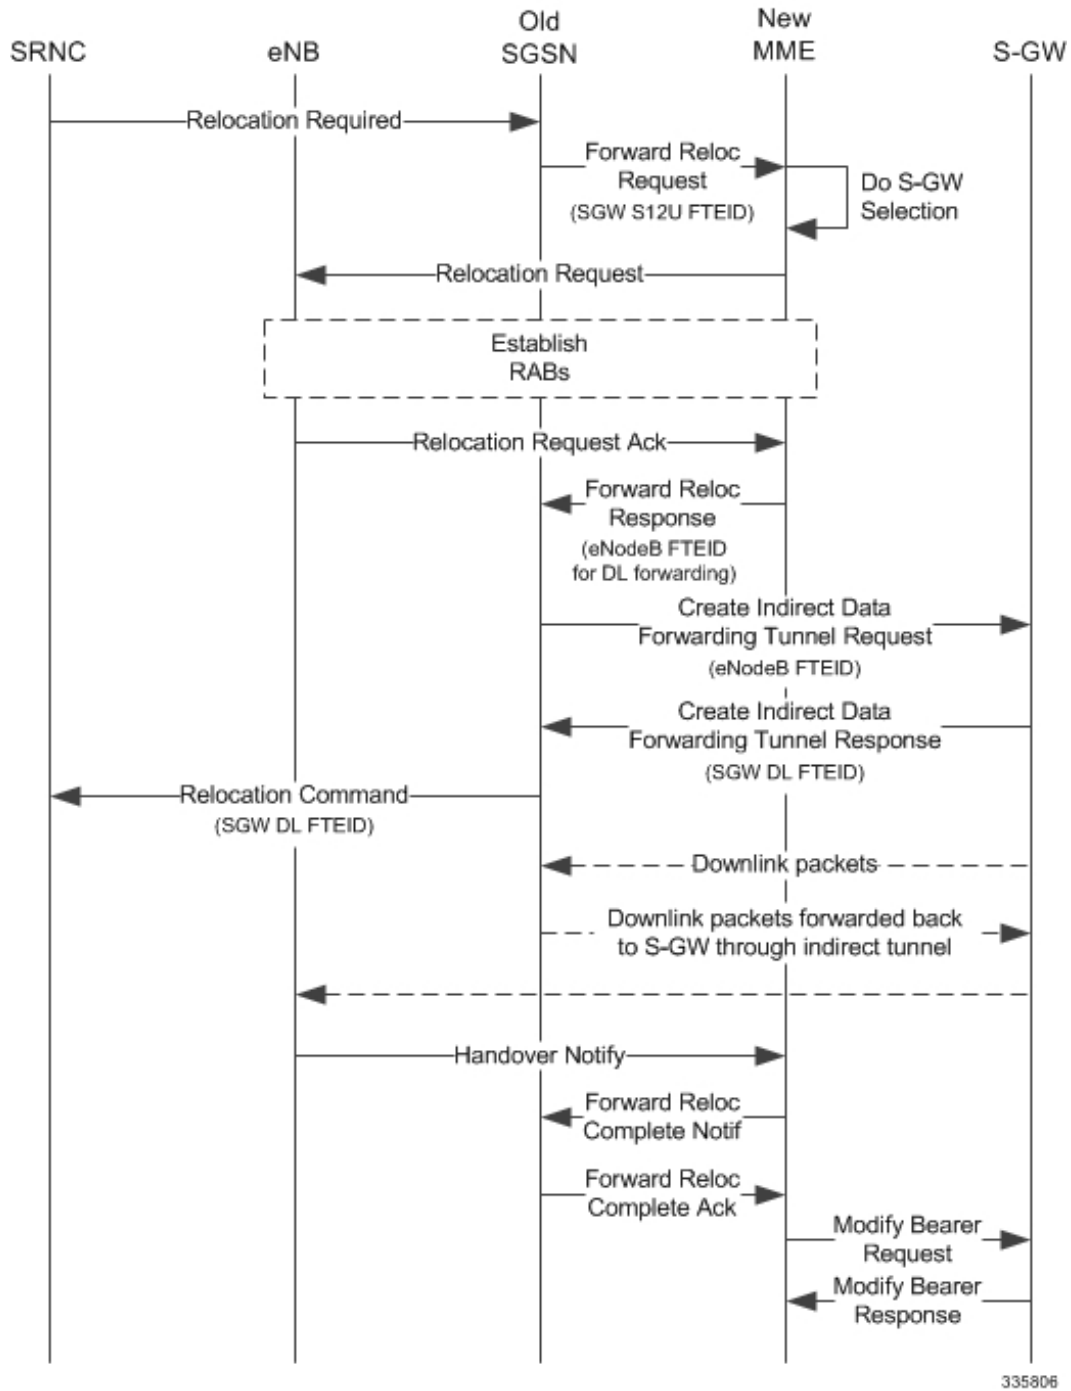 Old
New
SRNC
eNB
SGSN
MME
S-GW
Relocation Required
Forward Reloc
Request
(SGW S12U FTEID)
Do S-GW
Selection
Relocation Request
Establish
RABs
Relocation Request Ack
Forward Reloc
Response
(eNodeB FTEID
for DL forwarding)
Create Indirect Data
Forwarding Tunnel Request
(eNodeB FTEID)
Create Indirect Data
Forwarding Tunnel Response
(SGW DL FTEID)
Relocation Command
(SGW DL FTEID)
Downlink packets
Downlink packets forwarded back
to S-GW through indirect tunnel
Handover Notify
Forward Reloc
Complete Notif
Forward Reloc
Complete Ack
Modify Bearer
Request
Modify Bearer
Response
335806